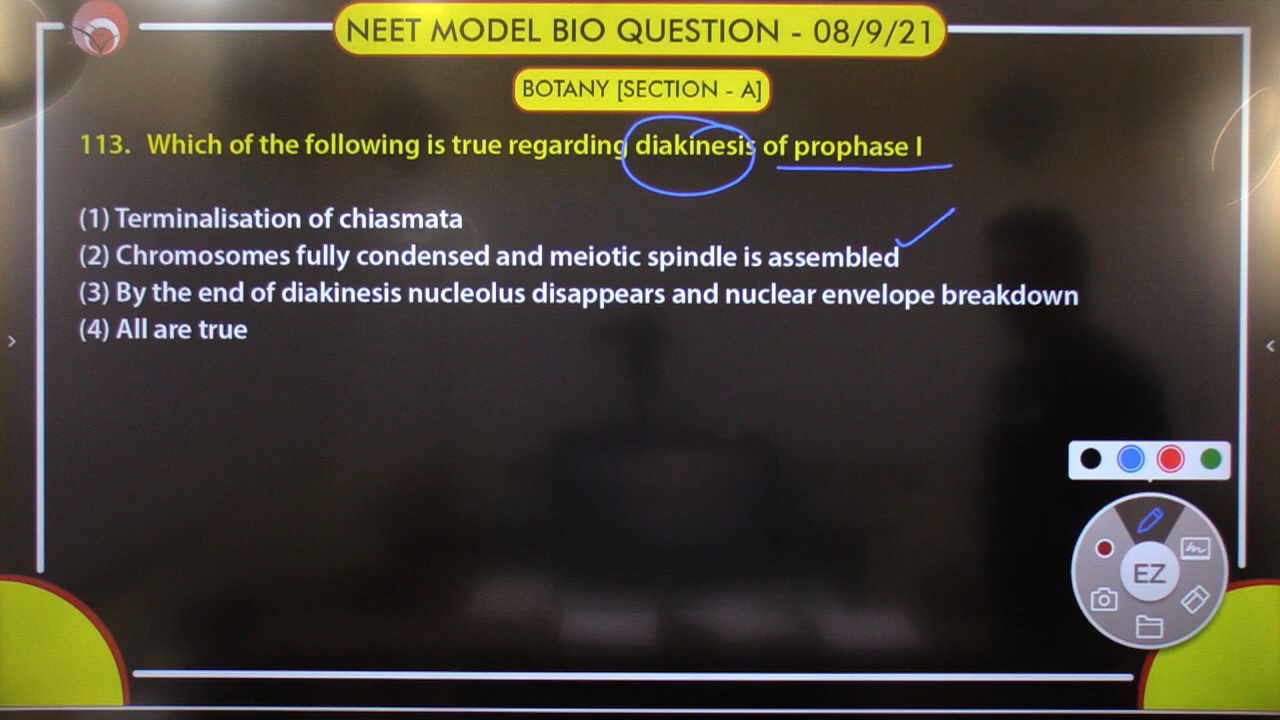 NEET MODEL BIO QUESTION - 08/9/21
BOTANY [SECTION - A]
113. Which of the following is true regarding diakinesis of prophase I
(1) Terminalisation of chiasmata
(2) Chromosomes fully condensed and meiotic spindle is assembled
(3) By the end of diakinesis nucleolus disappears and nuclear envelope breakdown
(4) All are true
EZ